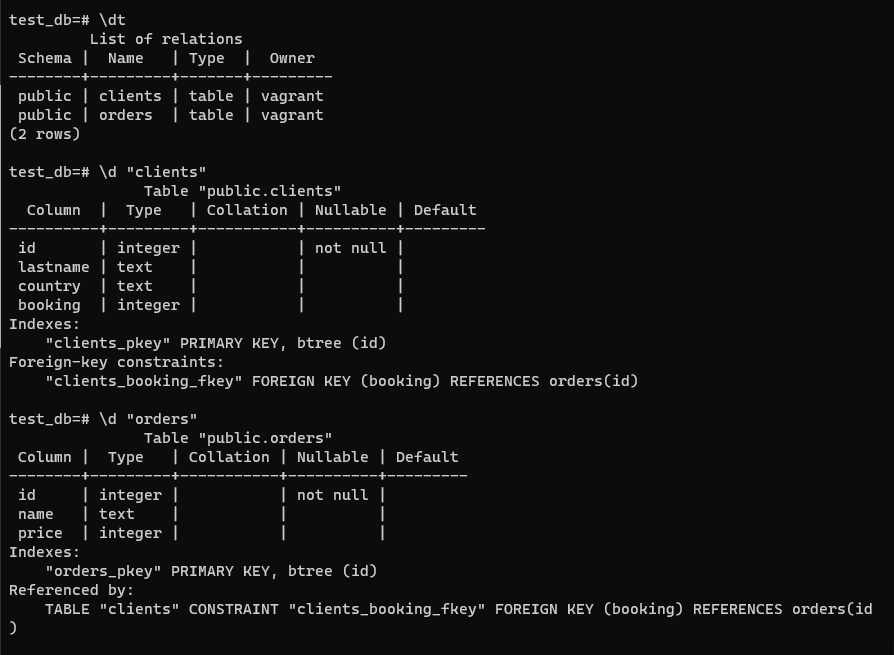 test_db=# \dt
          List of relations
 Schema |  Name   | Type  |  Owner
--------+---------+-------+---------
 public | clients | table | vagrant
 public | orders  | table | vagrant
(2 rows)

test_db=# \d "clients"
               Table "public.clients"
  Column  |  Type   | Collation | Nullable | Default
----------+---------+-----------+----------+---------
 id       | integer |           | not null |
 lastname | text    |           |          |
 country  | text    |           |          |
 booking  | integer |           |          |
Indexes:
    "clients_pkey" PRIMARY KEY, btree (id)
Foreign-key constraints:
    "clients_booking_fkey" FOREIGN KEY (booking) REFERENCES orders(id)

test_db=# \d "orders"
               Table "public.orders"
 Column |  Type   | Collation | Nullable | Default
--------+---------+-----------+----------+---------
 id     | integer |           | not null |
 name   | text    |           |          |
 price  | integer |           |          |
Indexes:
    "orders_pkey" PRIMARY KEY, btree (id)
Referenced by:
    TABLE "clients" CONSTRAINT "clients_booking_fkey" FOREIGN KEY (booking) REFERENCES orders(id
)